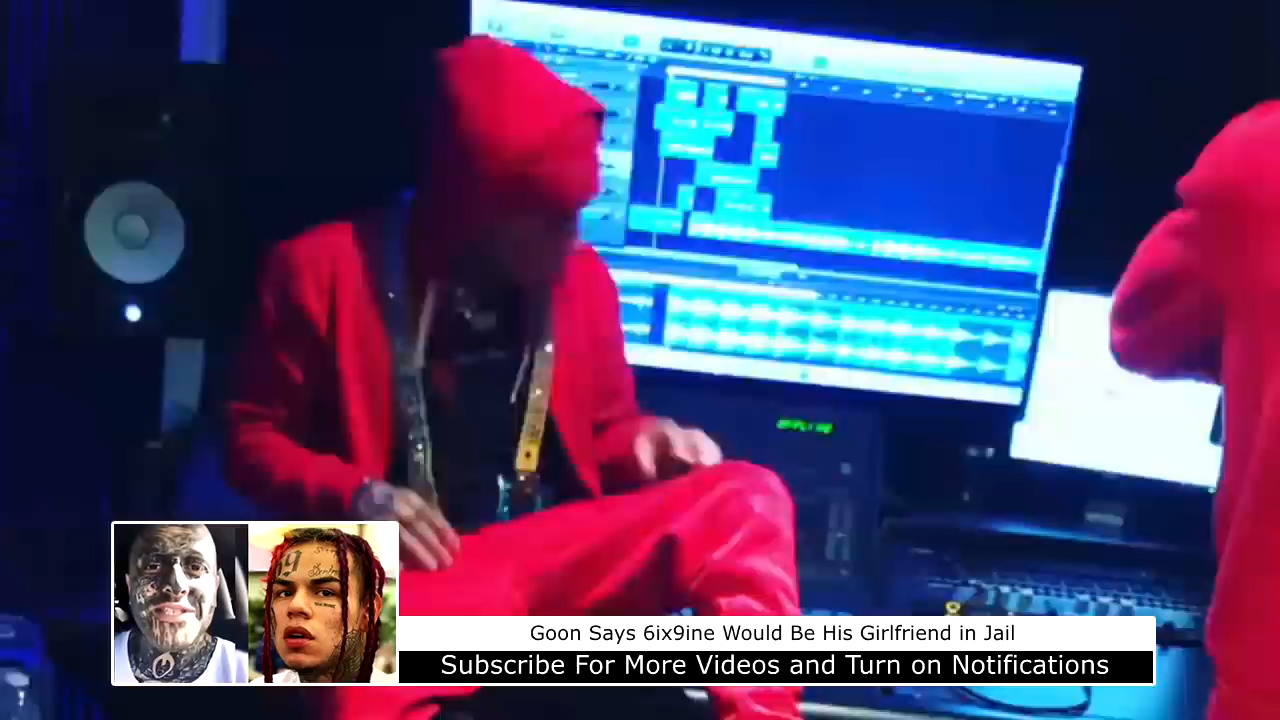 Goon Says 6ix9ine Would Be His Girlfriend in Jail
Subscribe For More Videos and Turn on Notifications